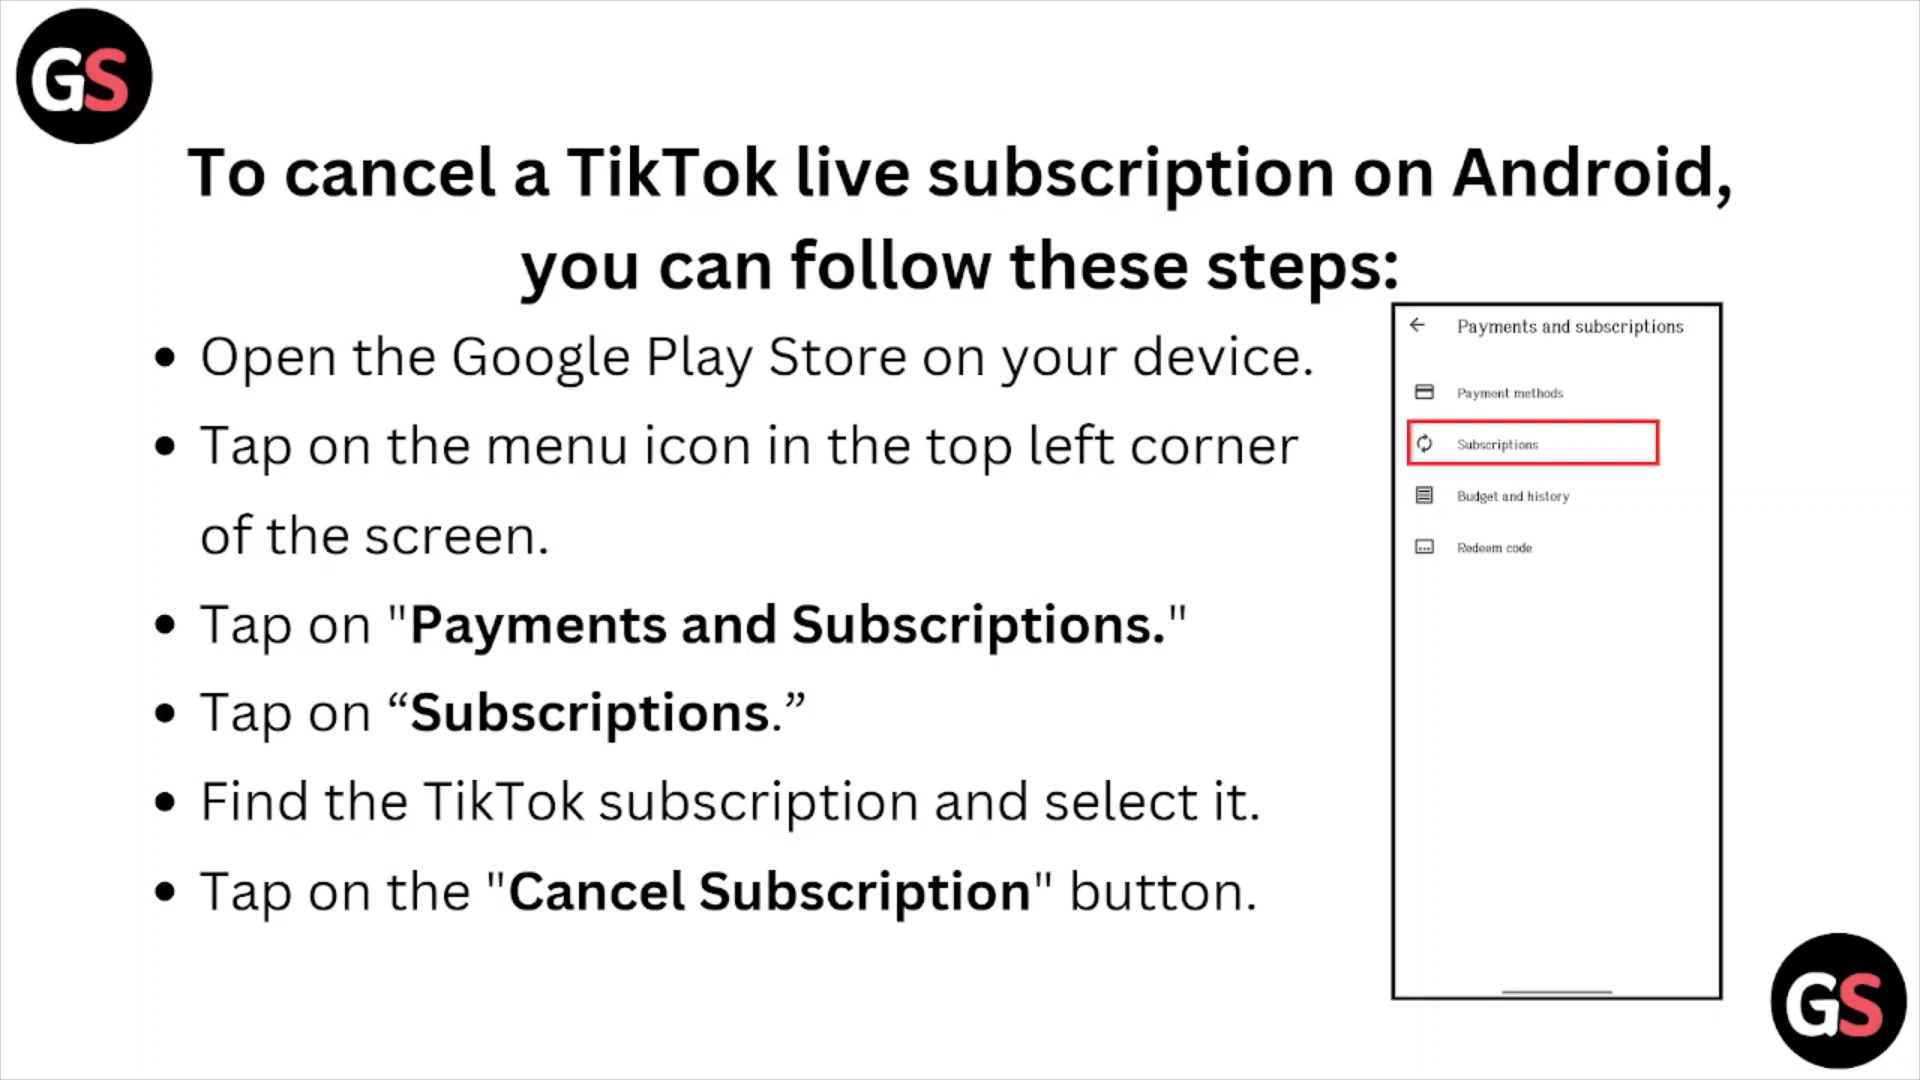 GS
To cancel a TikTok live subscription on Android,
you can follow these steps:
• Open the Google Play Store on your device.
• Tap on the menu icon in the top left corner
of the screen.
• Tap on "Payments and Subscriptions."
• Tap on “Subscriptions.”
• Find the TikTok subscription and select it.
• Tap on the "Cancel Subscription" button.
Payments and subscriptions
Payment methods
Subscriptions
Budget and history
Redeem code
GS